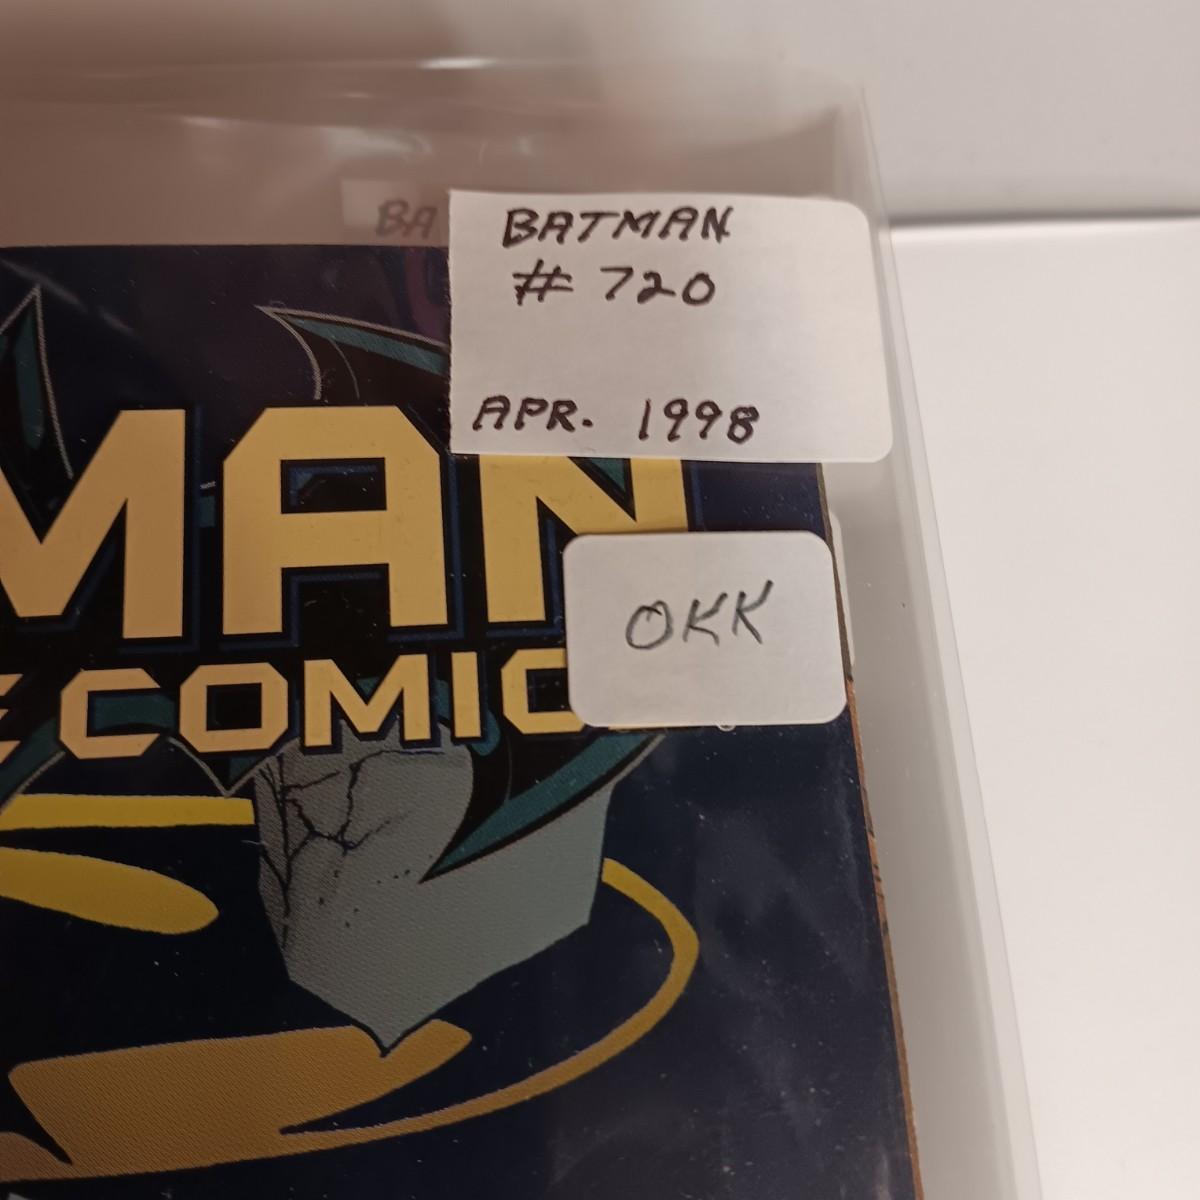 BA
BATMAN
# 720
APR. 1998
MAN
OKK
COMIC